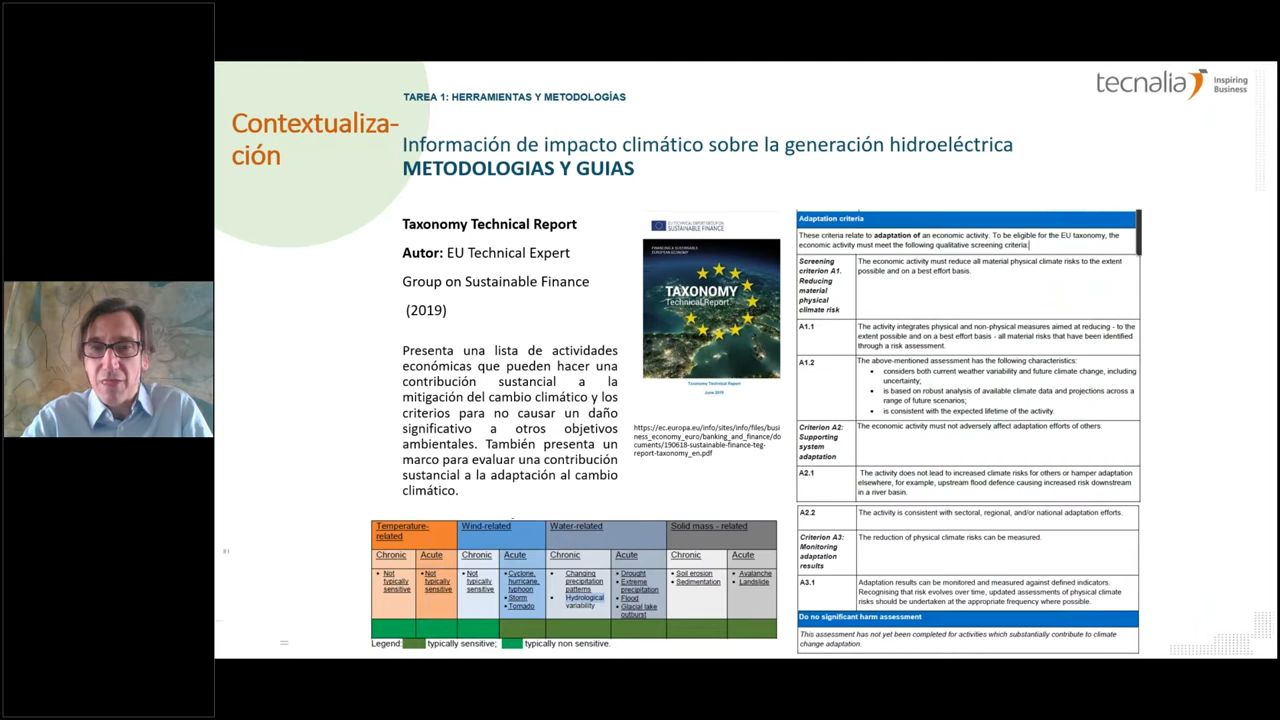 TAREA 1: HERRAMIENTAS Y METODOLOGÍAS
tecnalia
Inspiring
Business
Contextualiza-
ción
Información de impacto climático sobre la generación hidroeléctrica
METODOLOGIAS Y GUIAS
Taxonomy Technical Report
Autor: EU Technical Expert
Group on Sustainable Finance
(2019)
Presenta una lista de actividades
económicas que pueden hacer una
contribución sustancial a la
mitigación del cambio climático y los
criterios para no causar un daño
significativo a otros objetivos
ambientales. También presenta un
marco para evaluar una contribución
sustancial a la adaptación al cambio
climático.
EU TECHNICAL EXPERT GROUP ON
SUSTAINABLE FINANCE
FINANCING A SUSTAINABLE
EUROPEAN ECONOMY
TAXONOMY
Technical Report
Taxonomy Technical Report
June 2019
https://ec.europa.eu/info/sites/info/files/busi
ness_economy_euro/banking_and_finance/do
cuments/190618-sustainable-finance-teg-
report-taxonomy_en.pdf
Adaptation criteria
These criteria relate to adaptation of an economic activity. To be eligible for the EU taxonomy, the
economic activity must meet the following qualitative screening criteria:
Screening
criterion A1.
Reducing
material
physical
climate risk
The economic activity must reduce all material physical climate risks to the extent
possible and on a best effort basis.
A1.1
The activity integrates physical and non-physical measures aimed at reducing - to the
extent possible and on a best effort basis - all material risks that have been identified
through a risk assessment.
A1.2
The above-mentioned assessment has the following characteristics:
• considers both current weather variability and future climate change, including
uncertainty;
• is based on robust analysis of available climate data and projections across a
range of future scenarios;
• is consistent with the expected lifetime of the activity.
Criterion A2:
Supporting
system
adaptation
The economic activity must not adversely affect adaptation efforts of others.
A2.1
The activity does not lead to increased climate risks for others or hamper adaptation
elsewhere, for example, upstream flood defence causing increased risk downstream
in a river basin.
A2.2
The activity is consistent with sectoral, regional, and/or national adaptation efforts.
Criterion A3:
Monitoring
adaptation
results
The reduction of physical climate risks can be measured.
A3.1
Adaptation results can be monitored and measured against defined indicators.
Recognising that risk evolves over time, updated assessments of physical climate
risks should be undertaken at the appropriate frequency where possible.
Do no significant harm assessment
This assessment has not yet been completed for activities which substantially contribute to climate
change adaptation.
Temperature-
related
Wind-related
Water-related
Solid mass - related
Chronic
Acute
Chronic
Acute
Chronic
Acute
Chronic
Acute
• Not
typically
sensitive
• Not
typically
sensitive
• Not
typically
sensitive
• Cyclone,
hurricane,
typhoon
• Storm
• Tornado
• Changing
precipitation
patterns
• Hydrological
variability
• Drought
• Extreme
precipitation
• Flood
• Glacial lake
outburst
• Soil erosion
• Sedimentation
• Avalanche
• Landslide
Legend: typically sensitive; typically non sensitive.